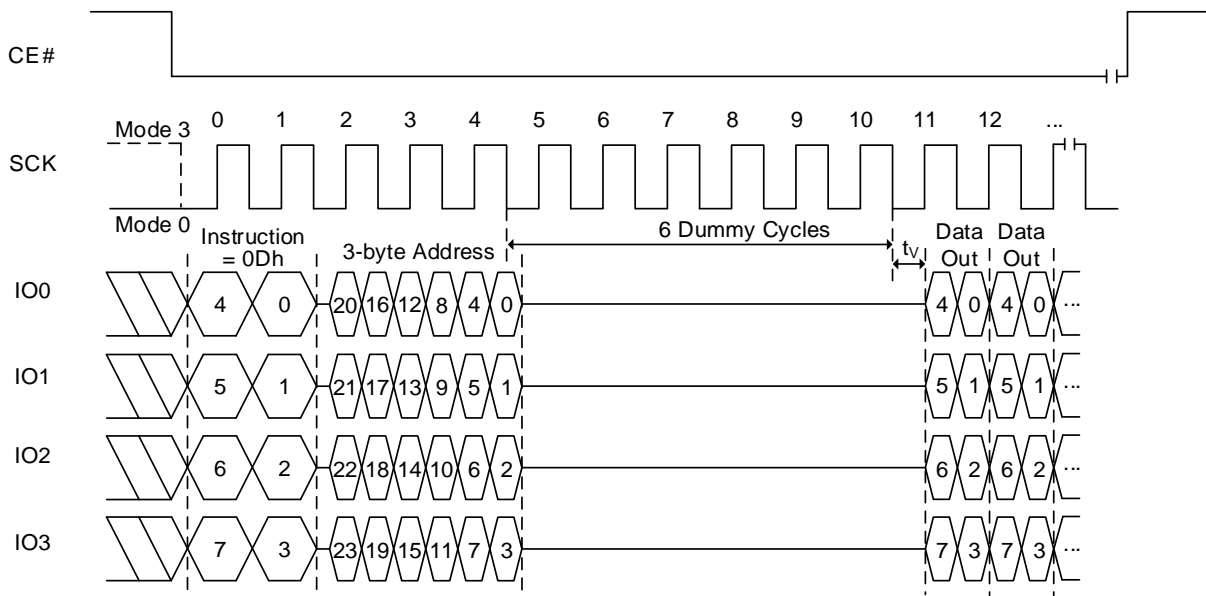 CE#
0 1 2 3 4 5 6 7 8 9 10 11 12 ...
Mode 3
SCK
Mode 0
Instruction
= 0Dh
3-byte Address
6 Dummy Cycles
tV
Data
Out
Data
Out
IO0 4 0 20 16 12 8 4 0 4 0 4 0 ...
IO1 5 1 21 17 13 9 5 1 5 1 5 1 ...
IO2 6 2 22 18 14 10 6 2 6 2 6 2 ...
IO3 7 3 23 19 15 11 7 3 7 3 7 3 ...